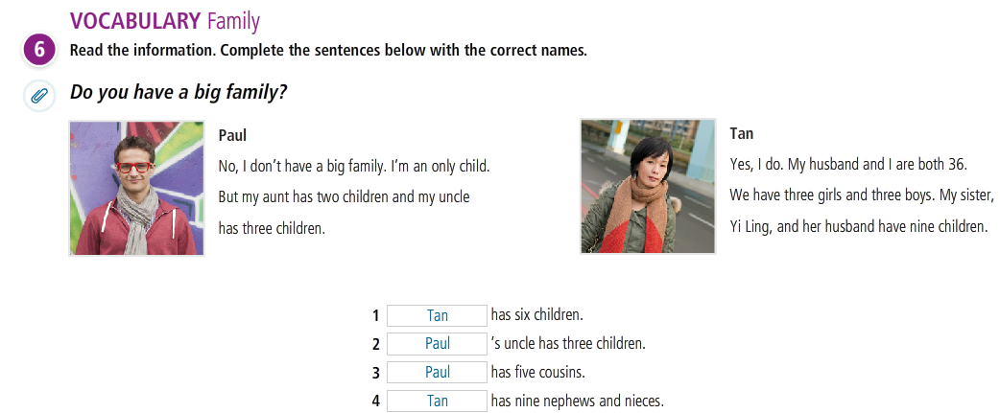 VOCABULARY Family
6 Read the information. Complete the sentences below with the correct names.
Do you have a big family?
Paul
No, I don't have a big family. I'm an only child.
But my aunt has two children and my uncle
has three children.
Tan
Yes, I do. My husband and I are both 36.
We have three girls and three boys. My sister,
Yi Ling, and her husband have nine children.
1 Tan has six children.
2 Paul 's uncle has three children.
3 Paul has five cousins.
4 Tan has nine nephews and nieces.